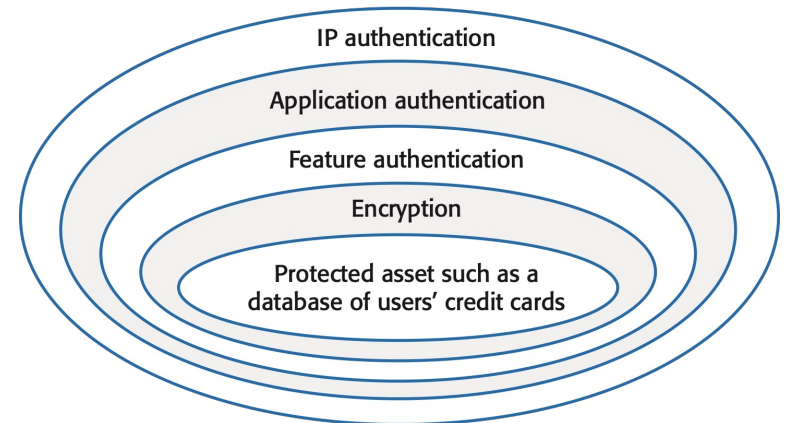 IP authentication
Application authentication
Feature authentication
Encryption
Protected asset such as a
database of users’ credit cards